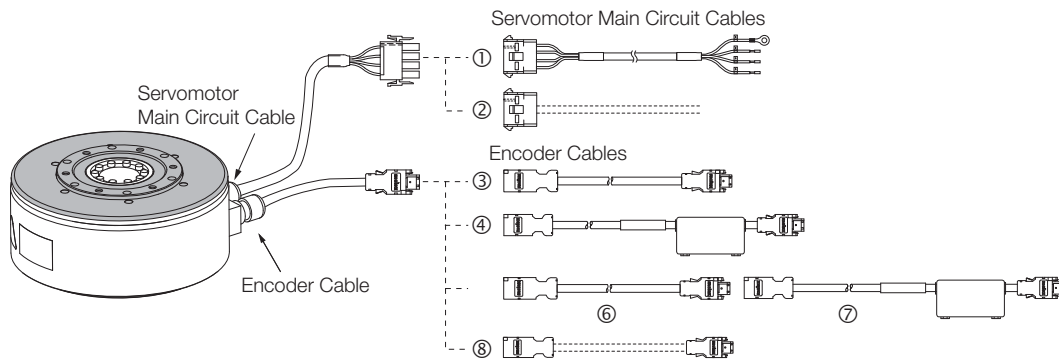 Servomotor Main Circuit Cables
①
Servomotor
Main Circuit Cable
②
Encoder Cables
③
④
Encoder Cable
⑥
⑦
⑧